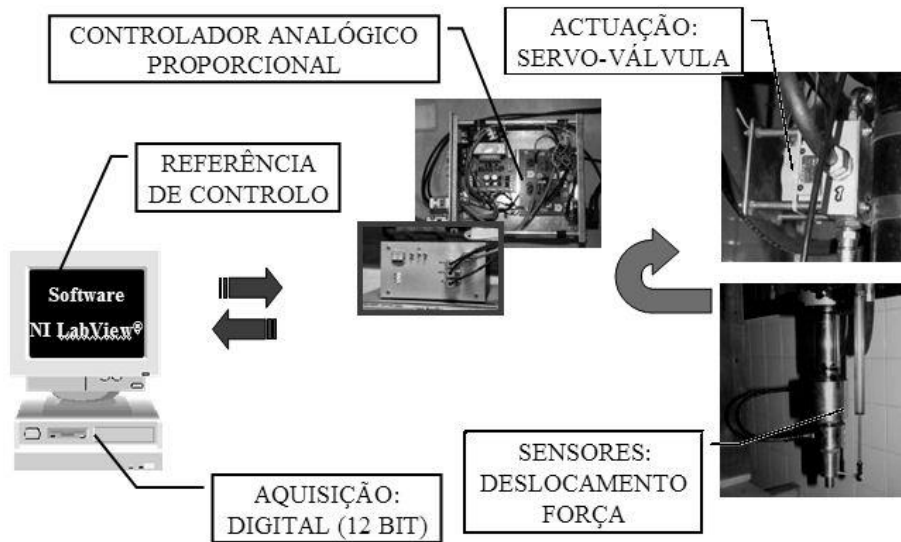 CONTROLADOR ANALÓGICO
PROPORCIONAL
ACTUAÇÃO:
SERVO-VÁLVULA
REFERÊNCIA
DE CONTROLO
Software
NI LabView®
SENSORES:
DESLOCAMENTO
FORÇA
AQUISIÇÃO:
DIGITAL (12 BIT)